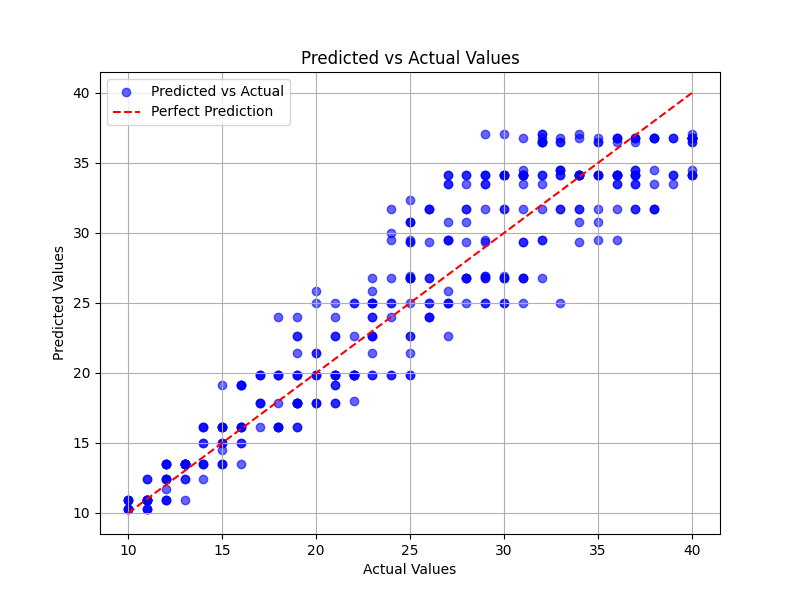 Predicted vs Actual Values
Predicted vs Actual
Perfect Prediction
40
35
30
25
20
15
10
Predicted Values
10 15 20 25 30 35 40
Actual Values